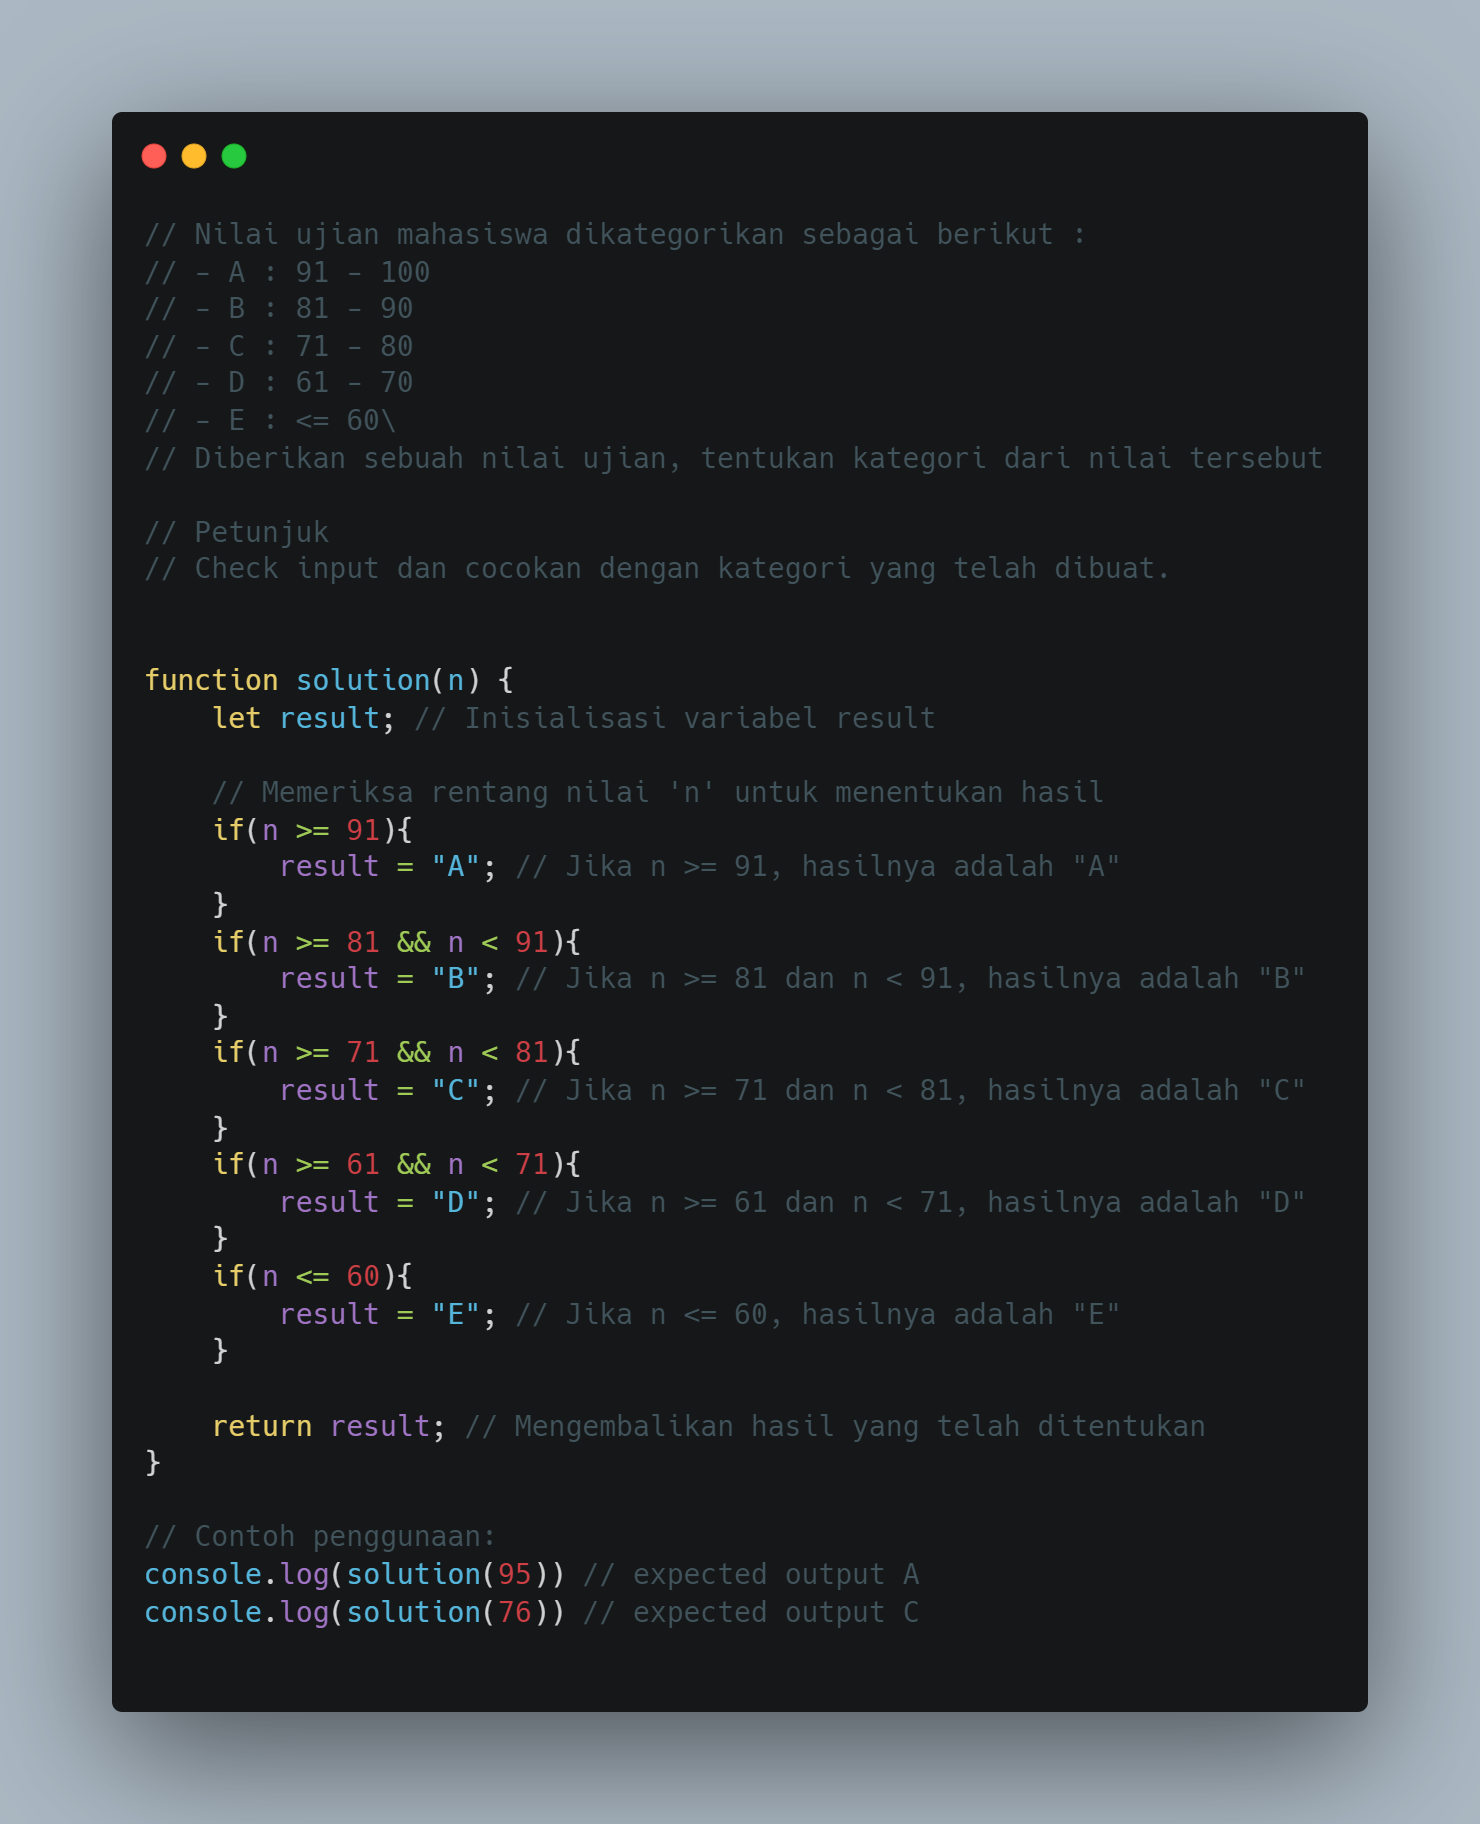 // Nilai ujian mahasiswa dikategorikan sebagai berikut :
// - A : 91 - 100
// - B : 81 - 90
// - C : 71 - 80
// - D : 61 - 70
// - E : <= 60\
// Diberikan sebuah nilai ujian, tentukan kategori dari nilai tersebut

// Petunjuk
// Check input dan cocokan dengan kategori yang telah dibuat.


function solution(n) {
    let result; // Inisialisasi variabel result

    // Memeriksa rentang nilai 'n' untuk menentukan hasil
    if(n >= 91){
        result = "A"; // Jika n >= 91, hasilnya adalah "A"
    }
    if(n >= 81 && n < 91){
        result = "B"; // Jika n >= 81 dan n < 91, hasilnya adalah "B"
    }
    if(n >= 71 && n < 81){
        result = "C"; // Jika n >= 71 dan n < 81, hasilnya adalah "C"
    }
    if(n >= 61 && n < 71){
        result = "D"; // Jika n >= 61 dan n < 71, hasilnya adalah "D"
    }
    if(n <= 60){
        result = "E"; // Jika n <= 60, hasilnya adalah "E"
    }

    return result; // Mengembalikan hasil yang telah ditentukan
}

// Contoh penggunaan:
console.log(solution(95)) // expected output A
console.log(solution(76)) // expected output C